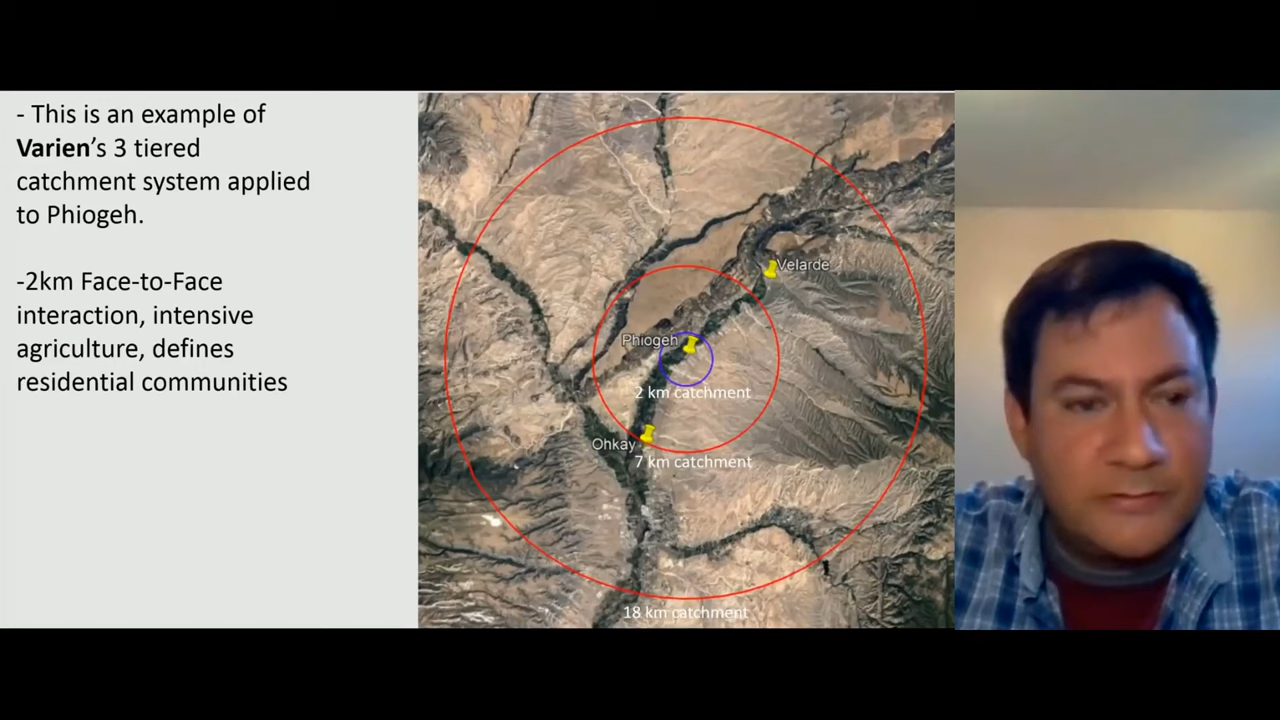 - This is an example of
Varien's 3 tiered
catchment system applied
to Phiogeh.
-2km Face-to-Face
interaction, intensive
agriculture, defines
residential communities
Velarde
Phiogeh
2 km catchment
Ohkay
7 km catchment
18 km catchment